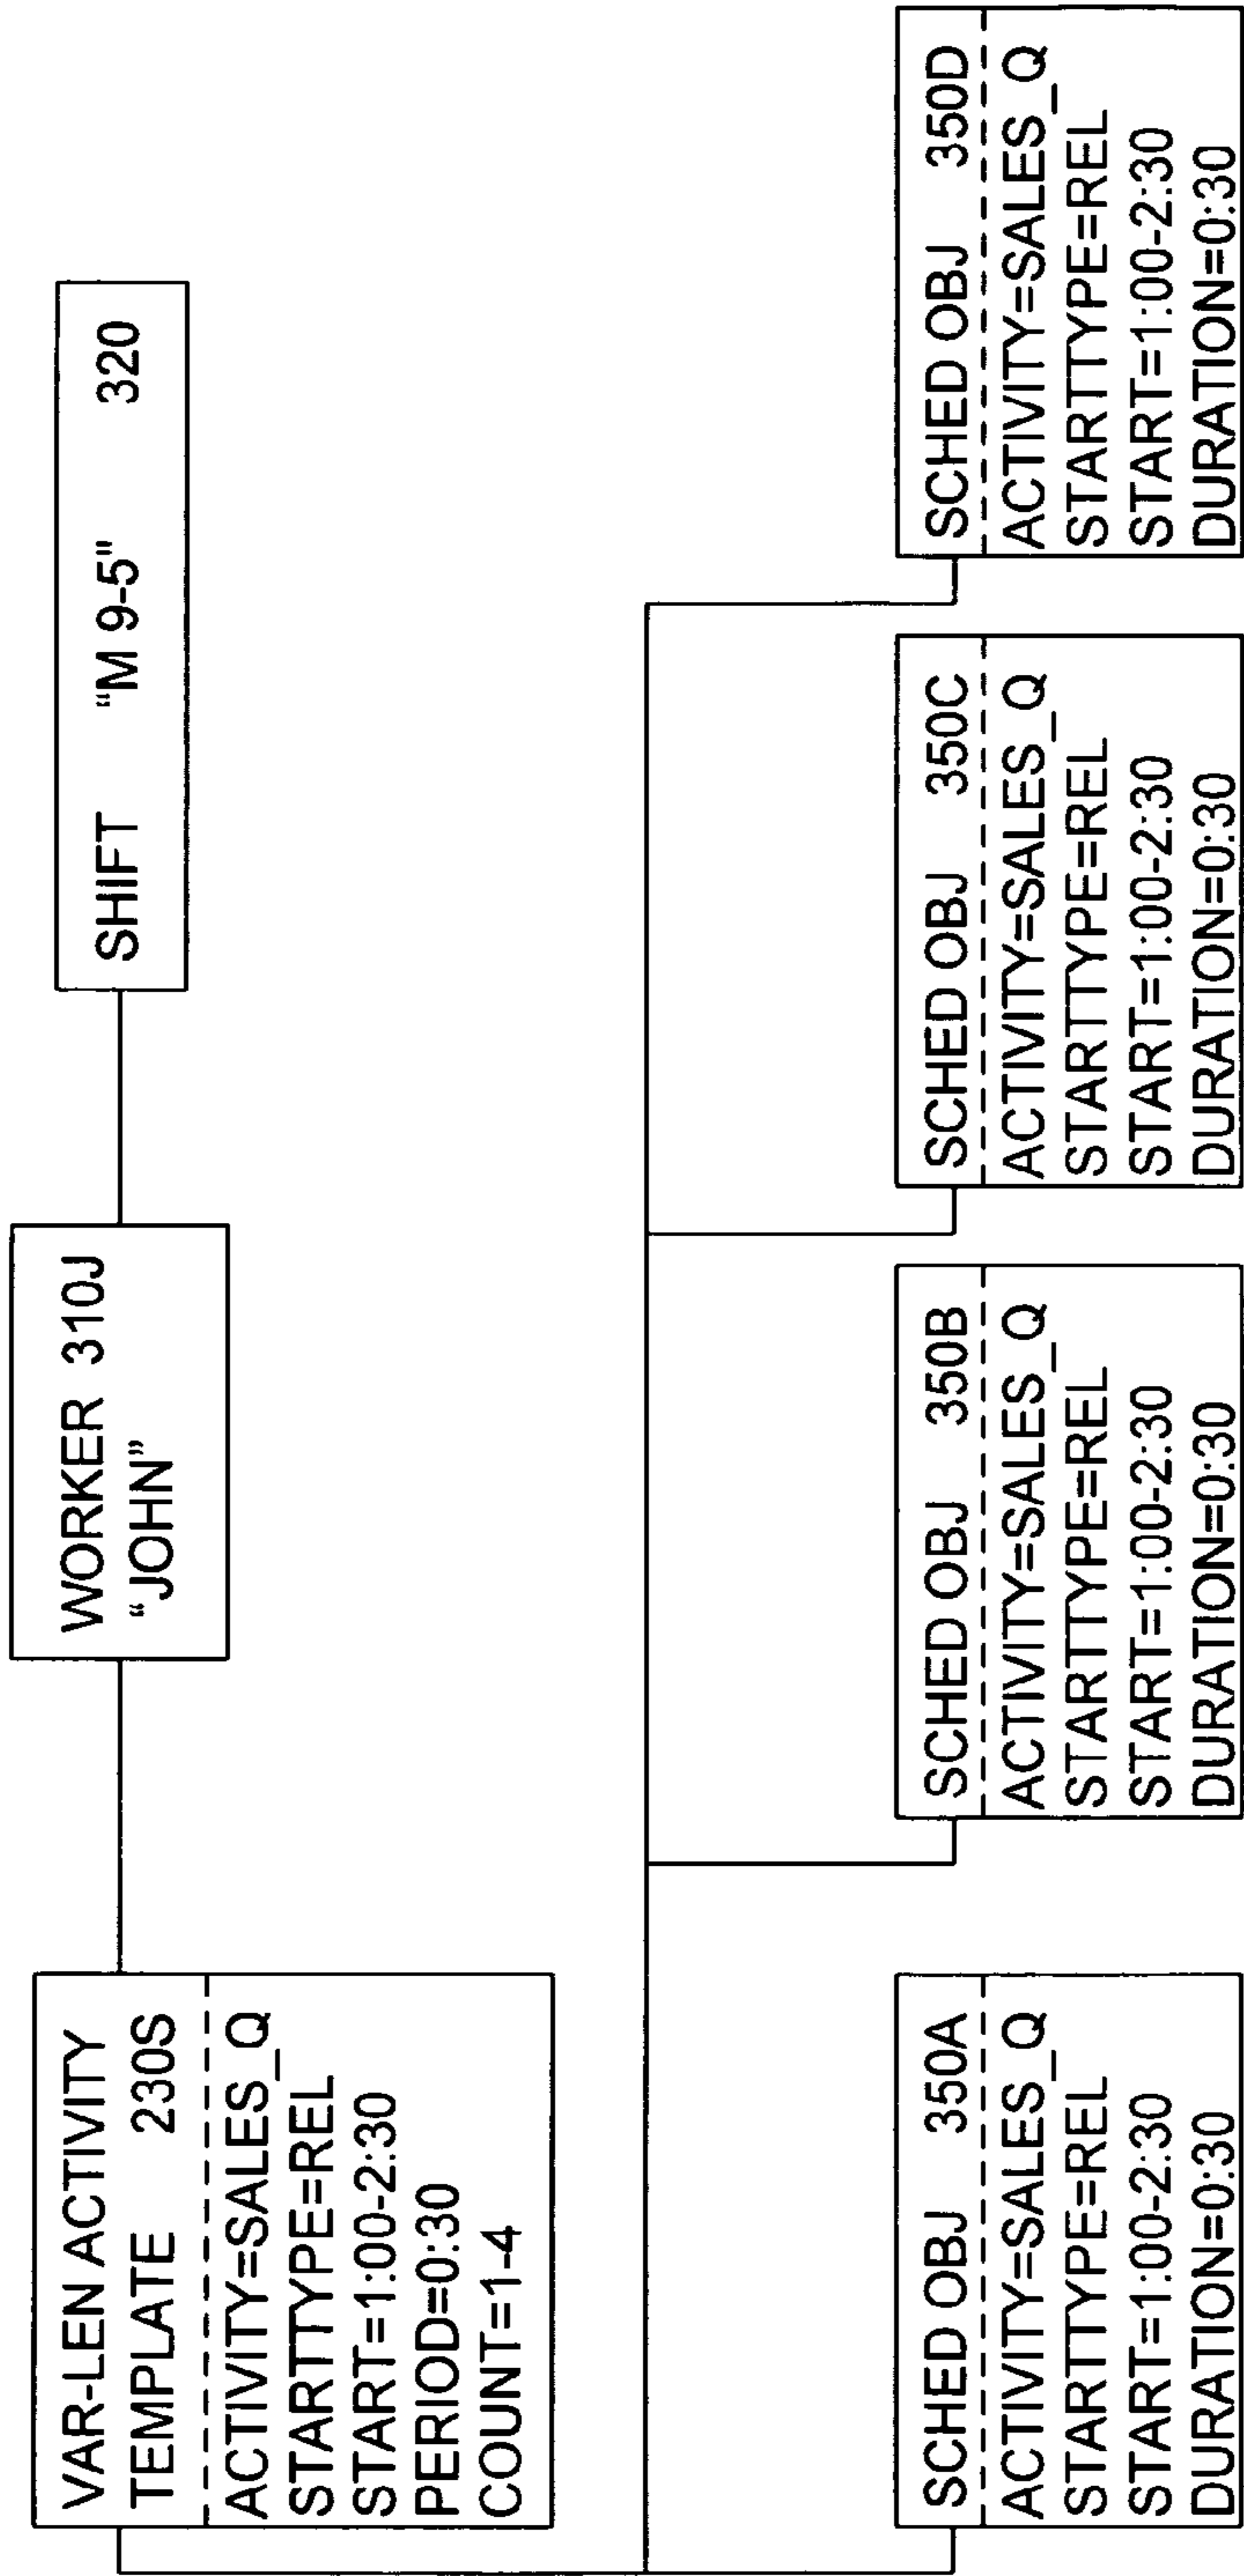 VAR-LEN ACTIVITY
TEMPLATE 230S
ACTIVITY=SALES_Q
STARTTYPE=REL
START=1:00-2:30
PERIOD=0:30
COUNT=1-4
WORKER 310J
“JOHN”
SHIFT “M 9-5" 320
SCHED OBJ 350A
ACTIVITY=SALES_Q
STARTTYPE=REL
START=1:00-2:30
DURATION=0:30
SCHED OBJ 350B
ACTIVITY=SALES_Q
STARTTYPE=REL
START=1:00-2:30
DURATION=0:30
SCHED OBJ 350C
ACTIVITY=SALES_Q
STARTTYPE=REL
START=1:00-2:30
DURATION=0:30
SCHED OBJ 350D
ACTIVITY=SALES_Q
STARTTYPE=REL
START=1:00-2:30
DURATION=0:30